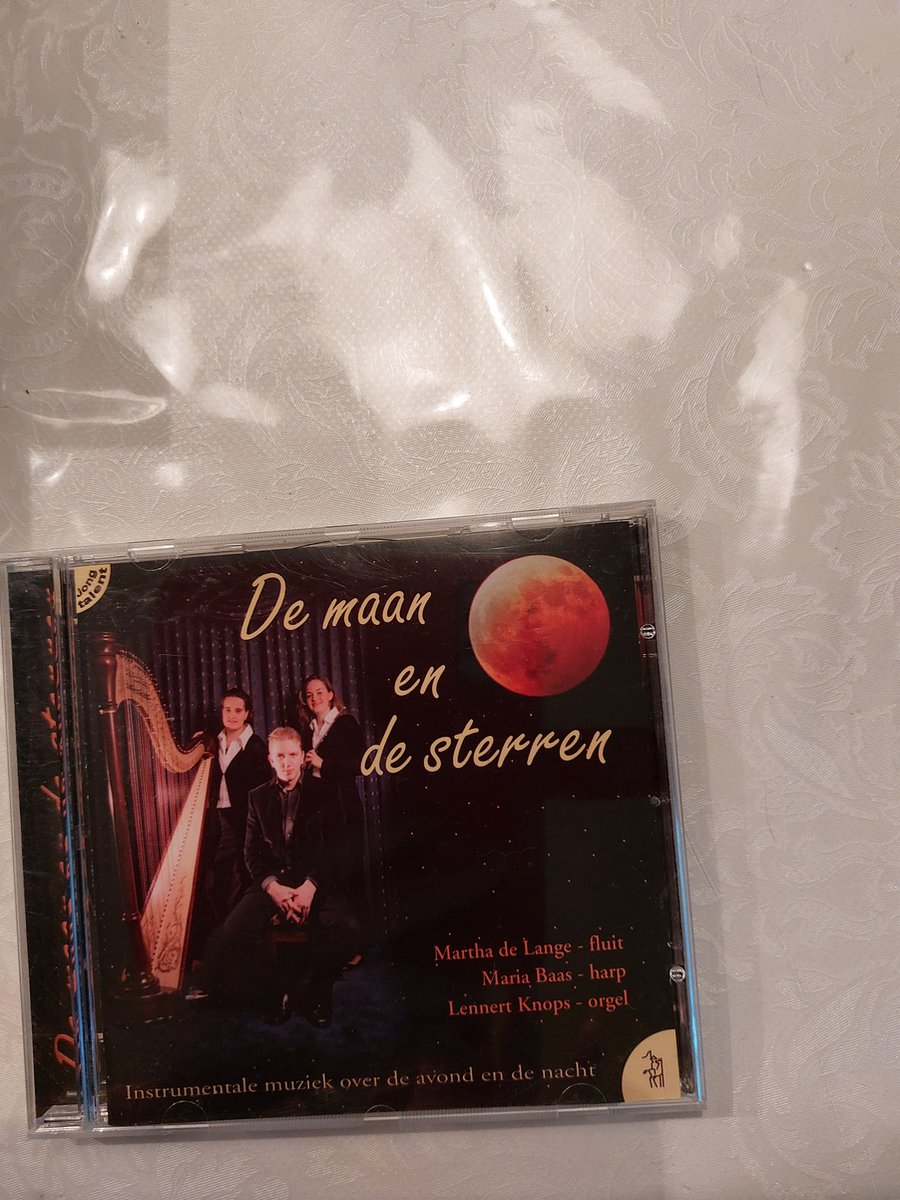 Jong
talent
De maan
en
de sterren
Martha de Lange - fluit
Maria Baas - harp
Lennert Knops - orgel
Instrumentale muziek over de avond en de nacht